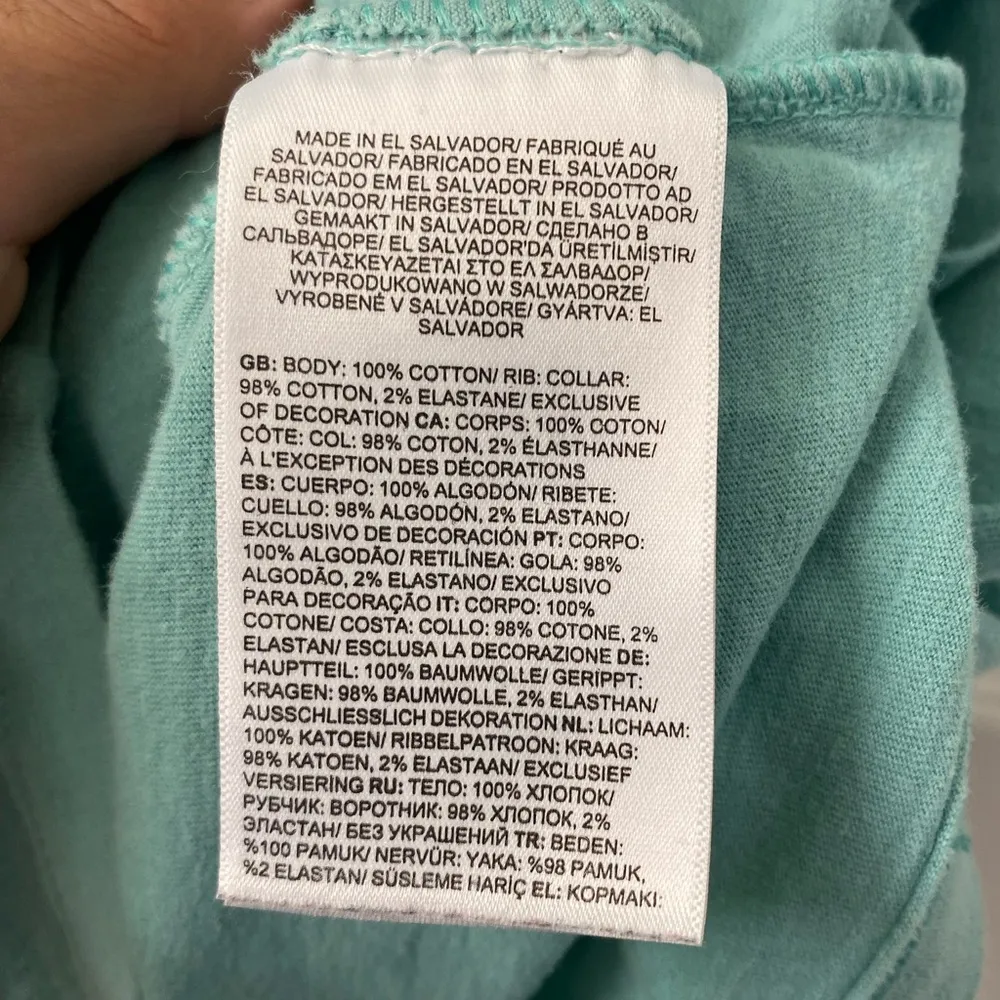 MADE IN EL SALVADOR/ FABRIQUÉ AU
SALVADOR/ FABRICADO EN EL SALVADOR/
FABRICADO EM EL SALVADOR/ PRODOTTO AD
EL SALVADOR/ HERGESTELLT IN EL SALVADOR/
GEMAAKT IN SALVADOR/ СДЕЛАНО В
САЛЬВАДОРЕ/ EL SALVADOR'DA ÜRETİLMİŞTİR/
ΚΑΤΑΣΚΕΥΑΖΕΤΑΙ ΣΤΟ ΕΛ ΣΑΛΒΑΔΟΡ/
WYPRODUKOWANO W SALWADORZE/
VYROBENÉ V SALVÁDORE/ GYÁRTVA: EL
SALVADOR
GB: BODY: 100% COTTON/ RIB: COLLAR:
98% COTTON, 2% ELASTANE/ EXCLUSIVE
OF DECORATION CA: CORPS: 100% COTON/
CÔTE: COL: 98% COTON, 2% ÉLASTHANNE/
À L'EXCEPTION DES DÉCORATIONS
ES: CUERPO: 100% ALGODÓN/ RIBETE:
CUELLO: 98% ALGODÓN, 2% ELASTANO/
EXCLUSIVO DE DECORACIÓN PT: CORPO:
100% ALGODÃO/ RETILÍNEA: GOLA: 98%
ALGODÃO, 2% ELASTANO/ EXCLUSIVO
PARA DECORAÇÃO IT: CORPO: 100%
COTONE/ COSTA: COLLO: 98% COTONE, 2%
ELASTAN/ ESCLUSA LA DECORAZIONE DE:
HAUPTTEIL: 100% BAUMWOLLE/ GERIPPT:
KRAGEN: 98% BAUMWOLLE, 2% ELASTHAN/
AUSSCHLIESSLICH DEKORATION NL: LICHAAM:
100% KATOEN/ RIBBELPATROON: KRAAG:
98% KATOEN, 2% ELASTAAN/ EXCLUSIEF
VERSIERING RU: ТЕЛО: 100% ХЛОПОК/
РУБЧИК: ВОРОТНИК: 98% ХЛОПОК, 2%
ЭЛАСТАН/ БЕЗ УКРАШЕНИЙ TR: BEDEN:
%100 PAMUK/ NERVÜR: YAKA: %98 PAMUK,
%2 ELASTAN/ SÜSLEME HARİÇ EL: ΚΟΡΜΑΚΙ: